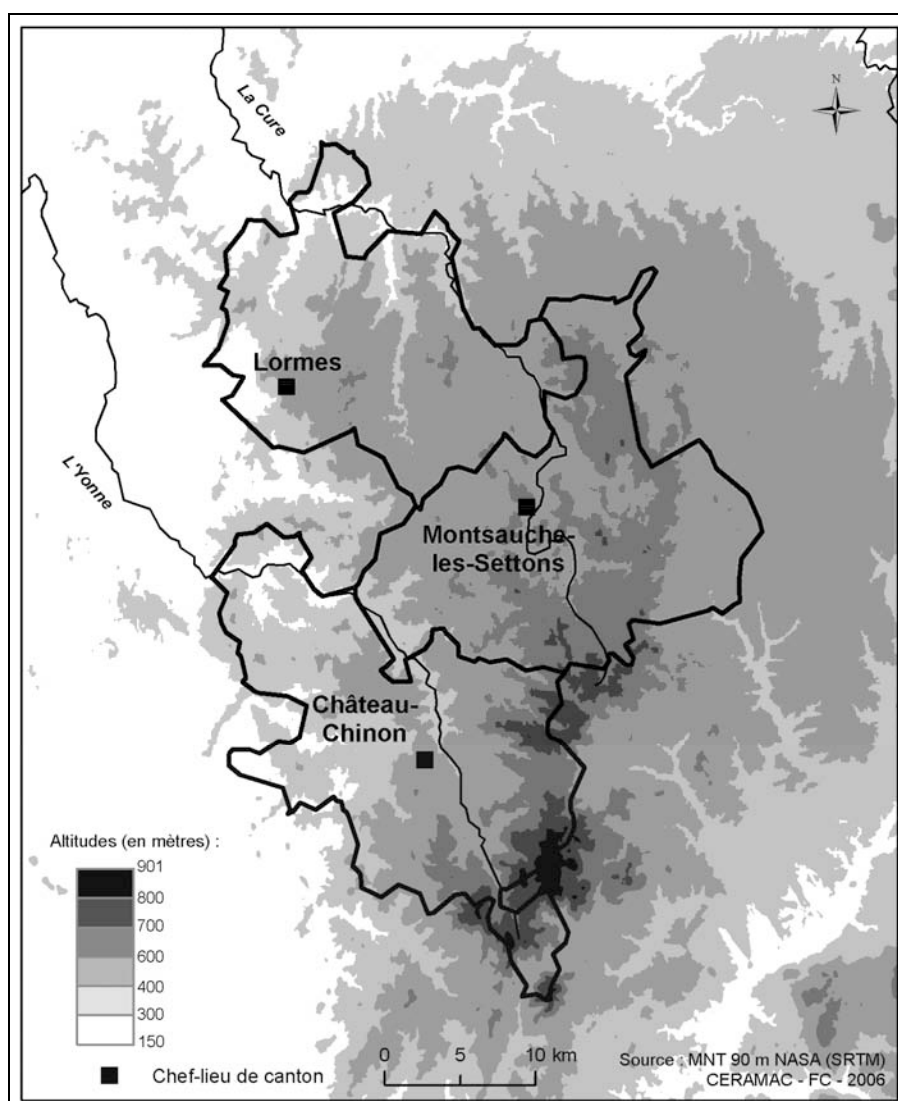 N
La Cure
L'Yonne
Lormes
Montsauche-
les-Settons
Château-
Chinon
Altitudes (en mètres) :
901
800
700
600
400
300
150
Chef-lieu de canton
0 5 10 km
Source : MNT 90 m NASA (SRTM)
CERAMAC - FC - 2006